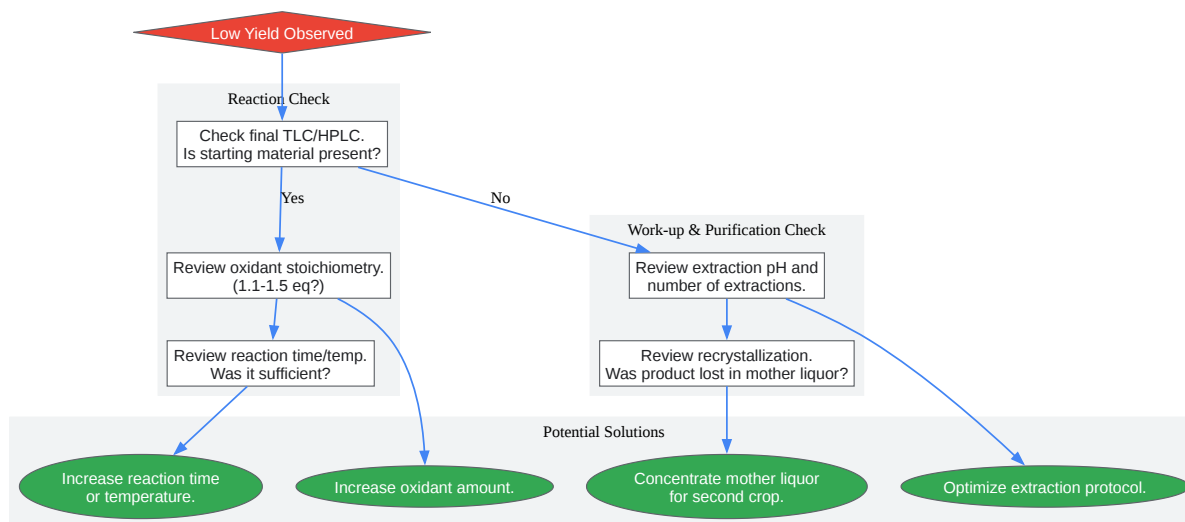 Low Yield Observed
Reaction Check
Check final TLC/HPLC.
Is starting material present?
Yes
No
Work-up & Purification Check
Review oxidant stoichiometry.
(1.1-1.5 eq?)
Review extraction pH and
number of extractions.
Review reaction time/temp.
Was it sufficient?
Review recrystallization.
Was product lost in mother liquor?
Potential Solutions
Increase reaction time
or temperature.
Increase oxidant amount.
Concentrate mother liquor
for second crop.
Optimize extraction protocol.